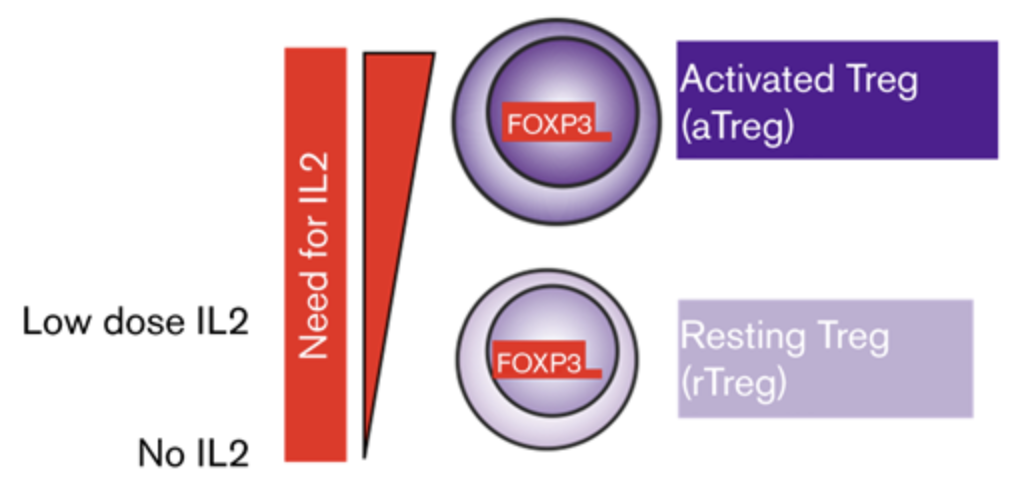 Need for IL2
FOXP3
Activated Treg
(aTreg)
Low dose IL2
FOXP3
Resting Treg
(rTreg)
No IL2